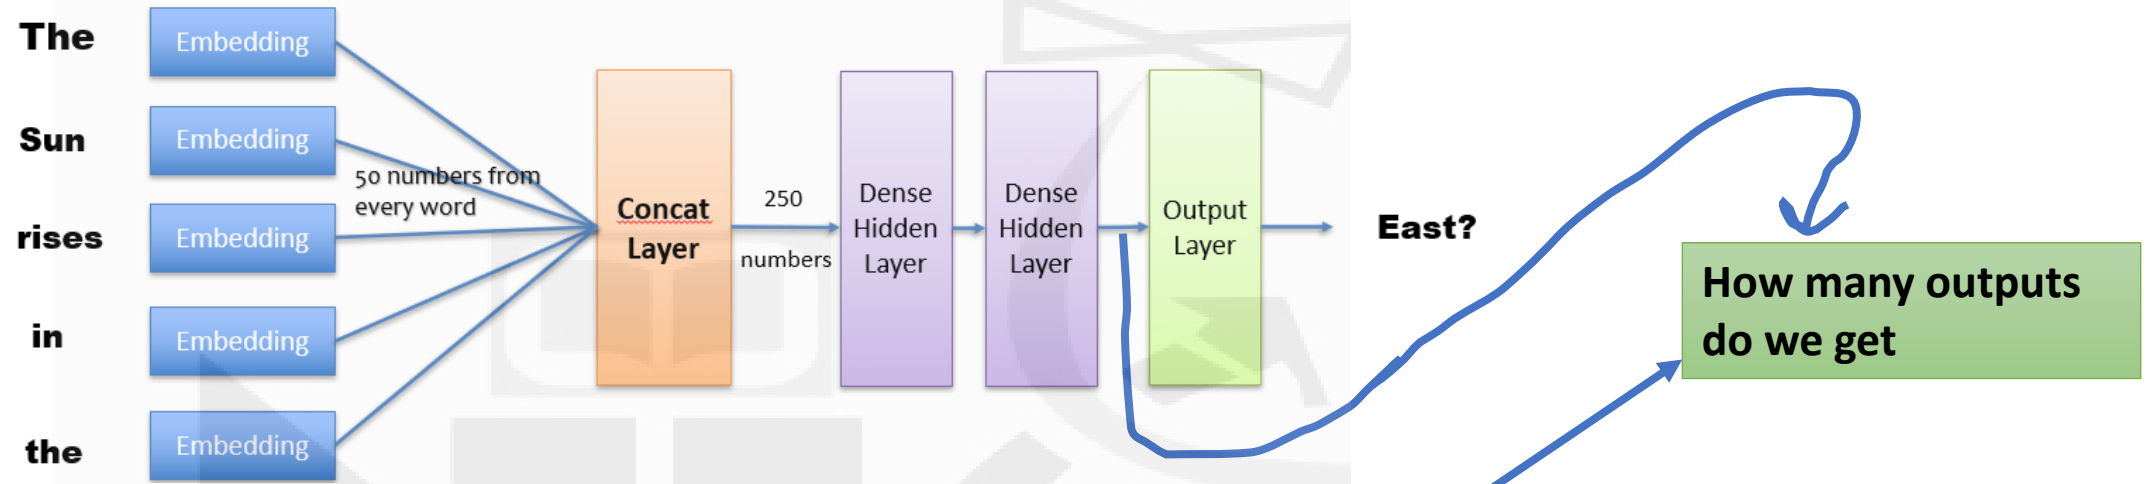 The
Embedding
Sun
Embedding
50 numbers from
every word
rises
Embedding
in
Embedding
the
Embedding
Concat
Layer
250
numbers
Dense
Hidden
Layer
Dense
Hidden
Layer
Output
Layer
East?
How many outputs
do we get